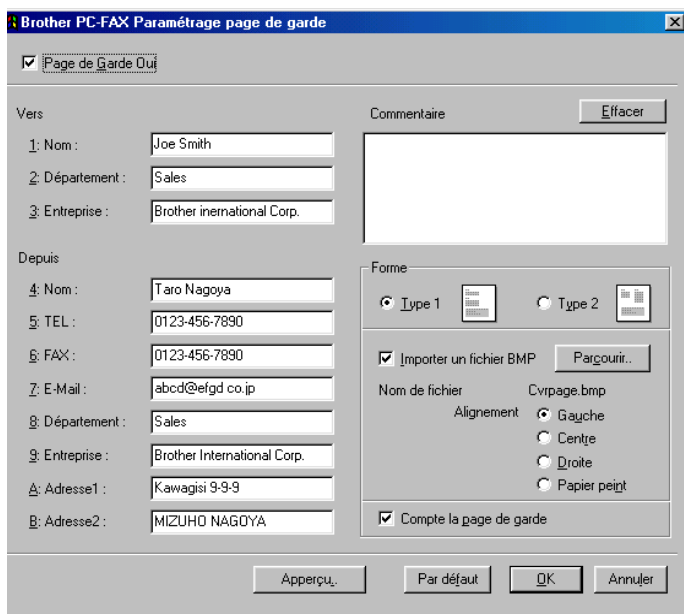 Brother PC-FAX Paramétrage page de garde
Page de Garde Oui
Vers
1: Nom : Joe Smith
2: Département : Sales
3: Entreprise : Brother inernational Corp.
Commentaire Effacer
Depuis
4: Nom : Taro Nagoya
5: TEL : 0123-456-7890
6: FAX : 0123-456-7890
7: E-Mail : abcd@efgd co.jp
8: Département : Sales
9: Entreprise : Brother International Corp.
A: Adresse1 : Kawagisi 9-9-9
B: Adresse2 : MIZUHO NAGOYA
Forme
Type 1 Type 2
Importer un fichier BMP Parcourir..
Nom de fichier Cvrpage.bmp
Alignement Gauche
Centre
Droite
Papier peint
Compte la page de garde
Apperçu.. Par défaut OK Annuler